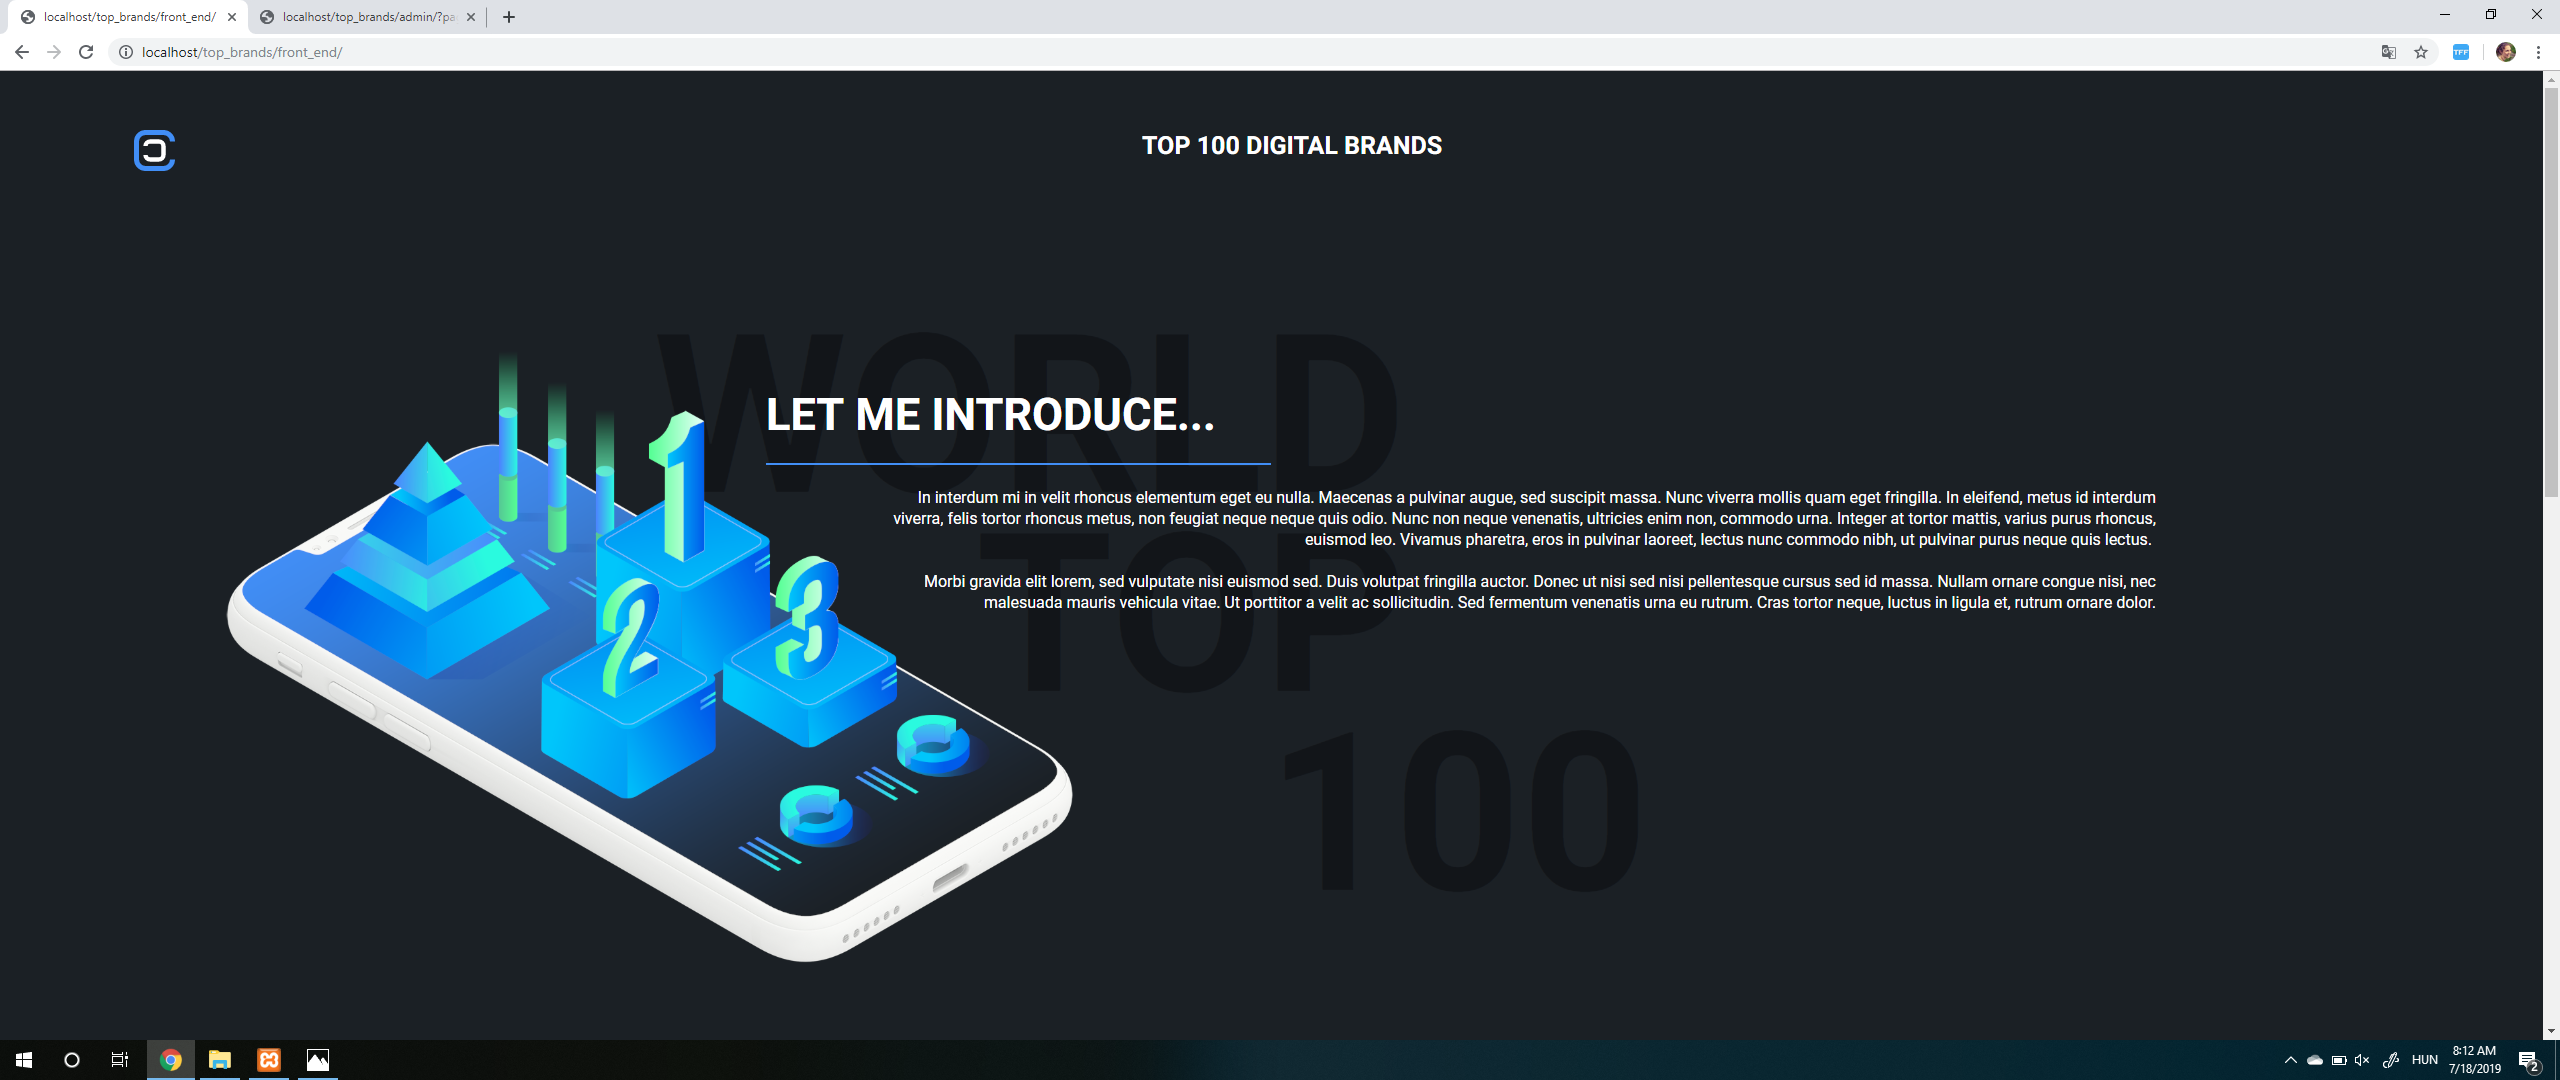 localhost/top_brands/front_end/
localhost/top_brands/admin/?pa
localhost/top_brands/front_end/
TFF
TOP 100 DIGITAL BRANDS
WORLD
TOP
100
LET ME INTRODUCE...
In interdum mi in velit rhoncus elementum eget eu nulla. Maecenas a pulvinar augue, sed suscipit massa. Nunc viverra mollis quam eget fringilla. In eleifend, metus id interdum
viverra, felis tortor rhoncus metus, non feugiat neque neque quis odio. Nunc non neque venenatis, ultricies enim non, commodo urna. Integer at tortor mattis, varius purus rhoncus,
euismod leo. Vivamus pharetra, eros in pulvinar laoreet, lectus nunc commodo nibh, ut pulvinar purus neque quis lectus.
Morbi gravida elit lorem, sed vulputate nisi euismod sed. Duis volutpat fringilla auctor. Donec ut nisi sed nisi pellentesque cursus sed id massa. Nullam ornare congue nisi, nec
malesuada mauris vehicula vitae. Ut porttitor a velit ac sollicitudin. Sed fermentum venenatis urna eu rutrum. Cras tortor neque, luctus in ligula et, rutrum ornare dolor.
1
2
3
HUN
8:12 AM
7/18/2019
2